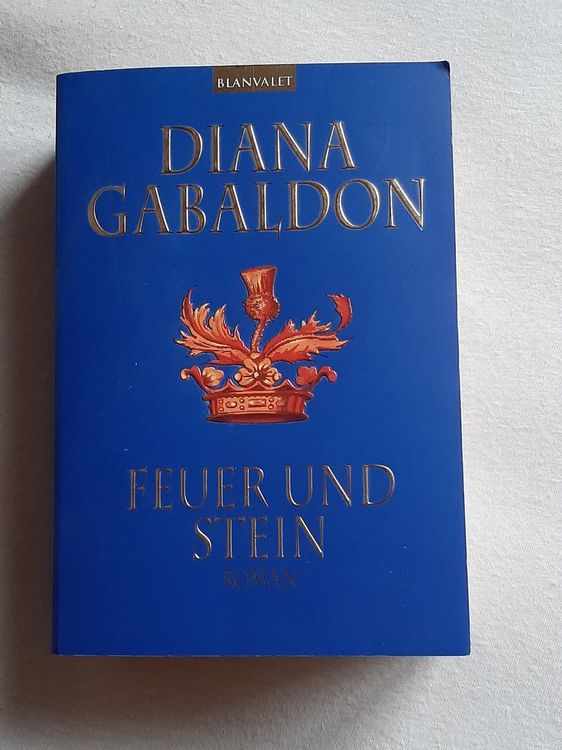 BLANVALET
DIANA
GABALDON
FEUER UND
STEIN
ROMAN